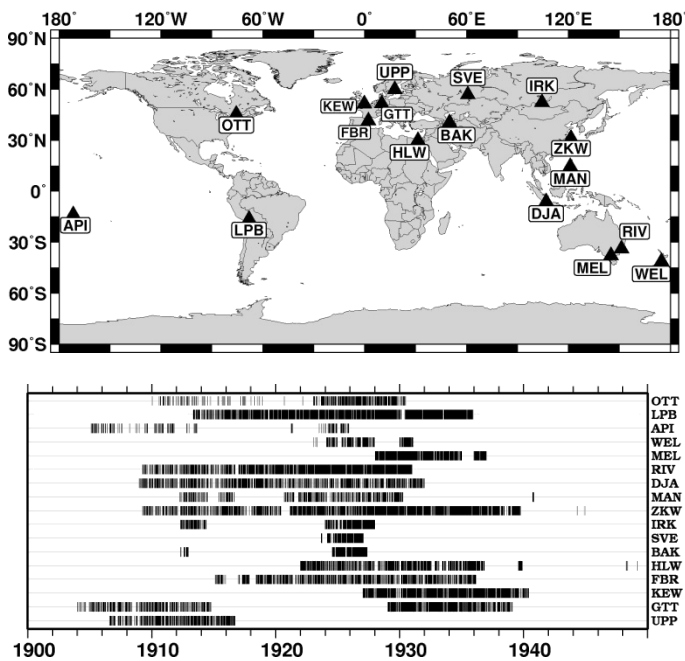 180° 120°W 60°W 0° 60°E 120°E 180°
90°N
60°N
30°N
0°
30°S
60°S
90°S
UPP
SVE
IRK
KEW
OTT
GTT
FBR
BAK
HLW
ZKW
MAN
DJA
API
LPB
RIV
MEL
WEL
OTT
LPB
API
WEL
MEL
RIV
DJA
MAN
ZKW
IRK
SVE
BAK
HLW
FBR
KEW
GTT
UPP
1900 1910 1920 1930 1940